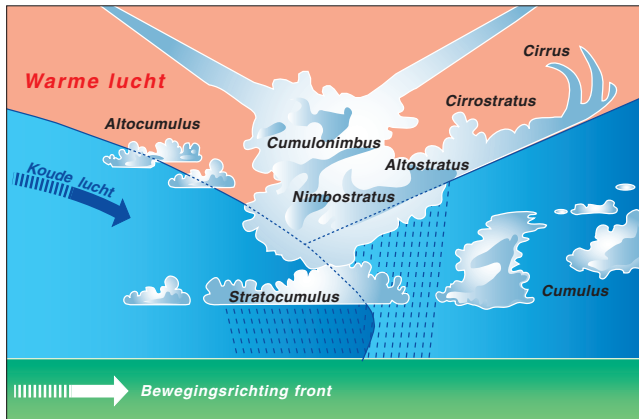 Cirrus
Warme lucht
Cirrostratus
Altocumulus
Cumulonimbus
Altostratus
Koude lucht
Nimbostratus
Stratocumulus
Cumulus
Bewegingsrichting front